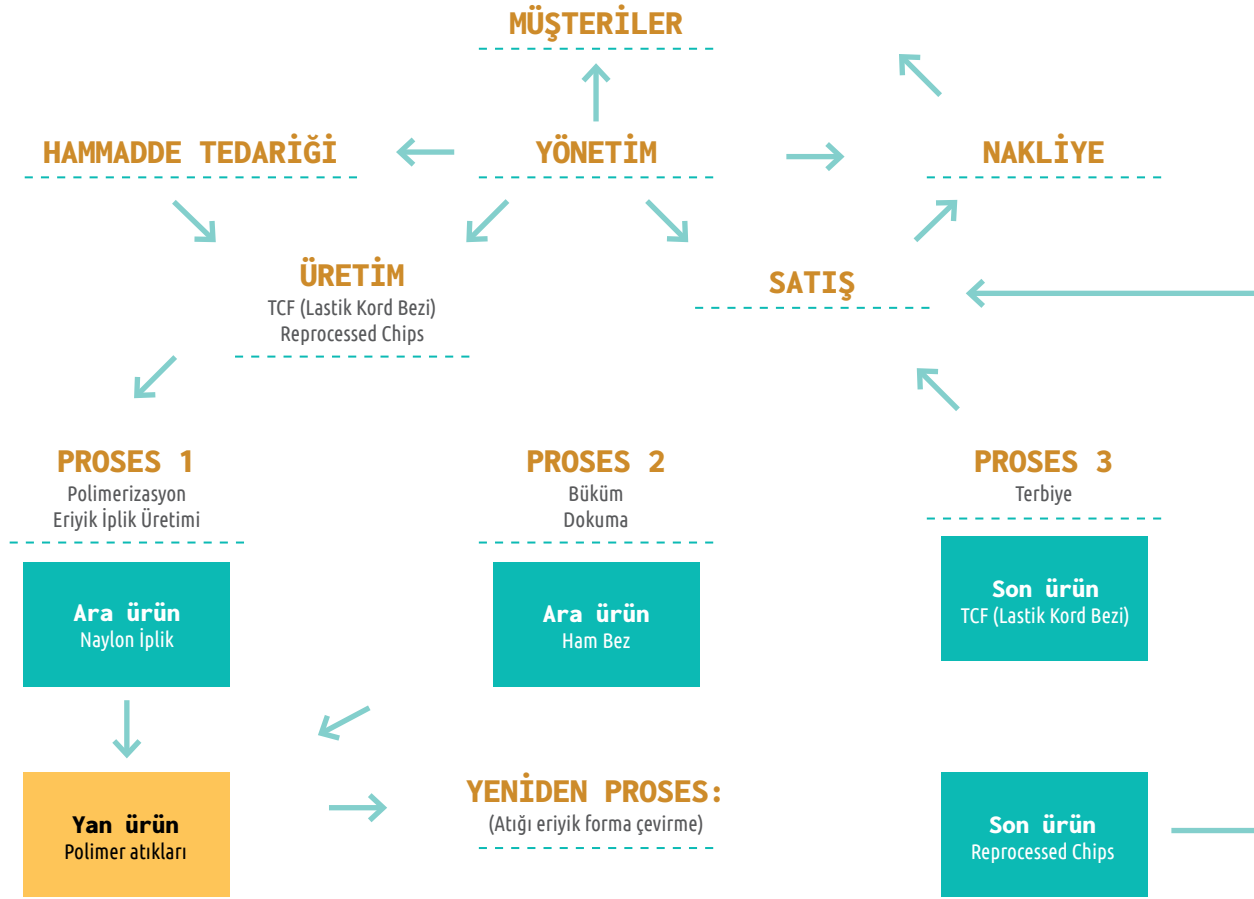 MÜŞTERİLER
HAMMADDE TEDARİĞİ
YÖNETİM
NAKLİYE
ÜRETİM
TCF (Lastik Kord Bezi)
Reprocessed Chips
SATIŞ
PROSES 1
Polimerizasyon
Eriyik İplik Üretimi
PROSES 2
Büküm
Dokuma
PROSES 3
Terbiye
Ara ürün
Naylon İplik
Ara ürün
Ham Bez
Son ürün
TCF (Lastik Kord Bezi)
Yan ürün
Polimer atıkları
YENİDEN PROSES:
(Atığı eriyik forma çevirme)
Son ürün
Reprocessed Chips